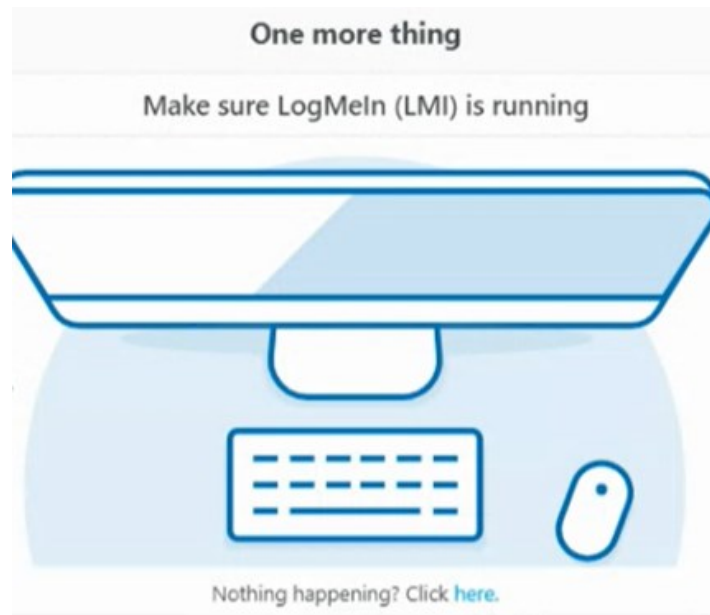 One more thing
Make sure LogMeIn (LMI) is running
Nothing happening? Click here.